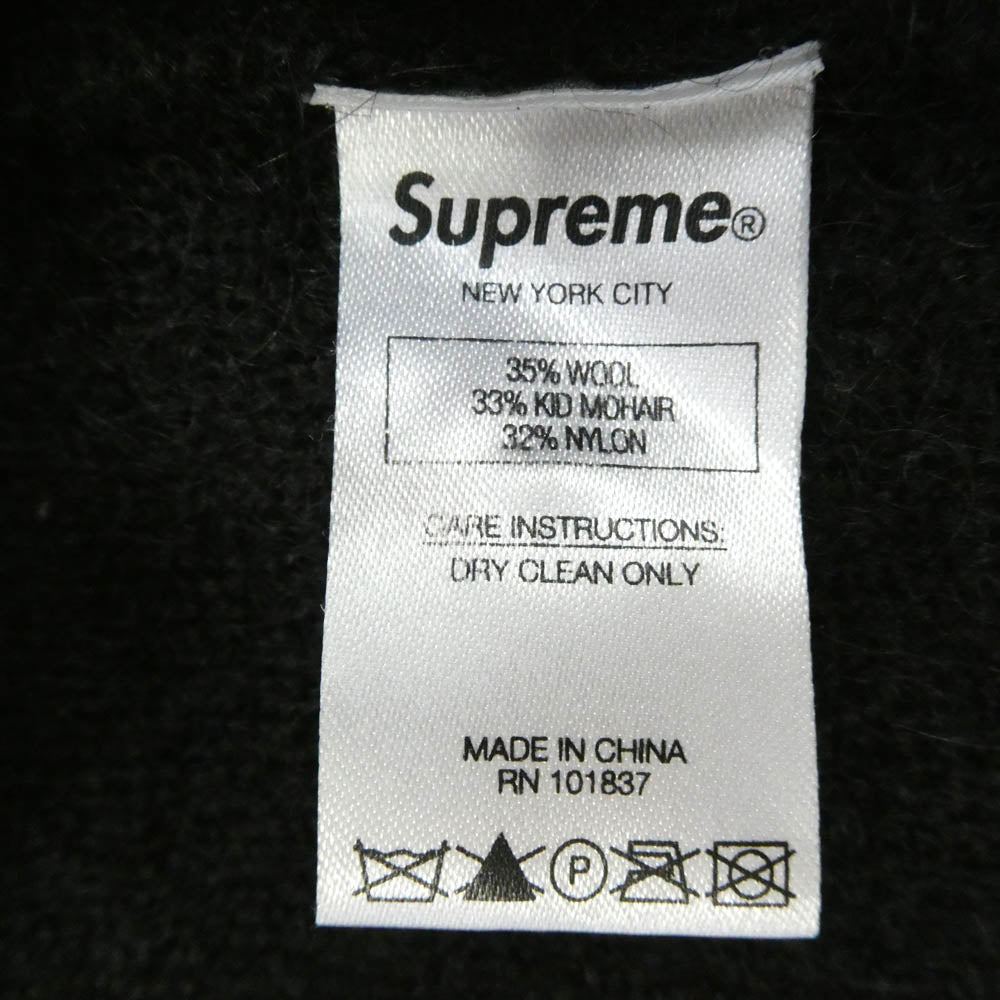 Supreme®
NEW YORK CITY
35% WOOL
33% KID MOHAIR
32% NYLON
CARE INSTRUCTIONS:
DRY CLEAN ONLY
MADE IN CHINA
RN 101837
P